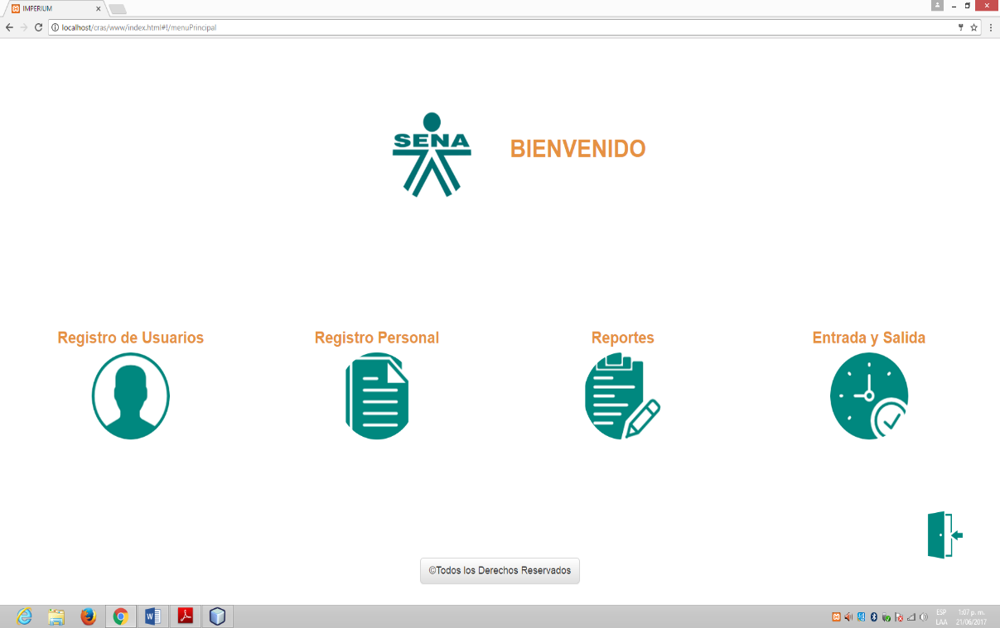 IMPERIUM
localhost/cras/www/index.html#!/menuPrincipal
SENA
BIENVENIDO
Registro de Usuarios
Registro Personal
Reportes
Entrada y Salida
©Todos los Derechos Reservados
ESP
LAA
1:07 p. m.
21/06/2017